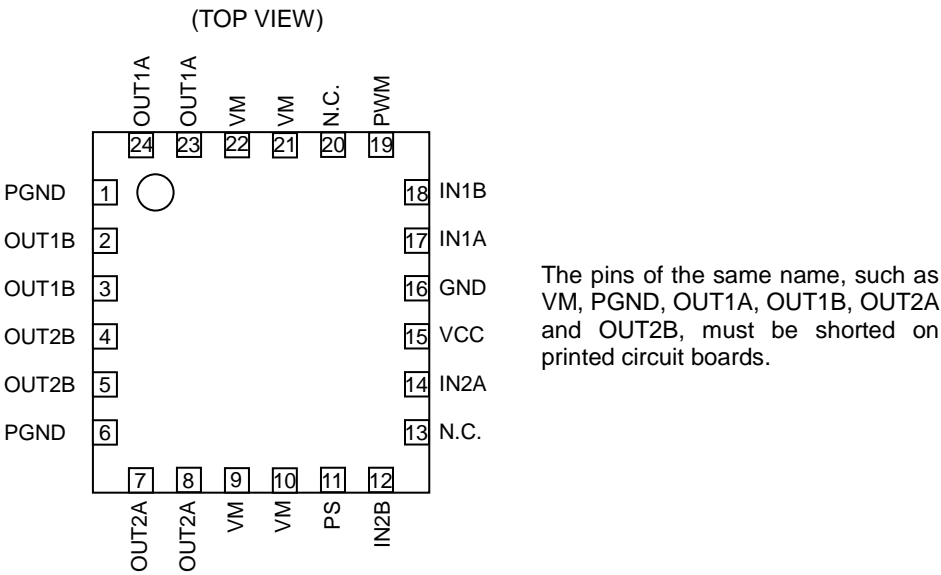 (TOP VIEW)
OUT1A
OUT1A
VM
VM
N.C.
PWM
24 23 22 21 20 19
PGND 1 18 IN1B
OUT1B 2 17 IN1A
OUT1B 3 16 GND
OUT2B 4 15 VCC
OUT2B 5 14 IN2A
PGND 6 13 N.C.
7 8 9 10 11 12
OUT2A
OUT2A
VM
VM
PS
IN2B
The pins of the same name, such as
VM, PGND, OUT1A, OUT1B, OUT2A
and OUT2B, must be shorted on
printed circuit boards.